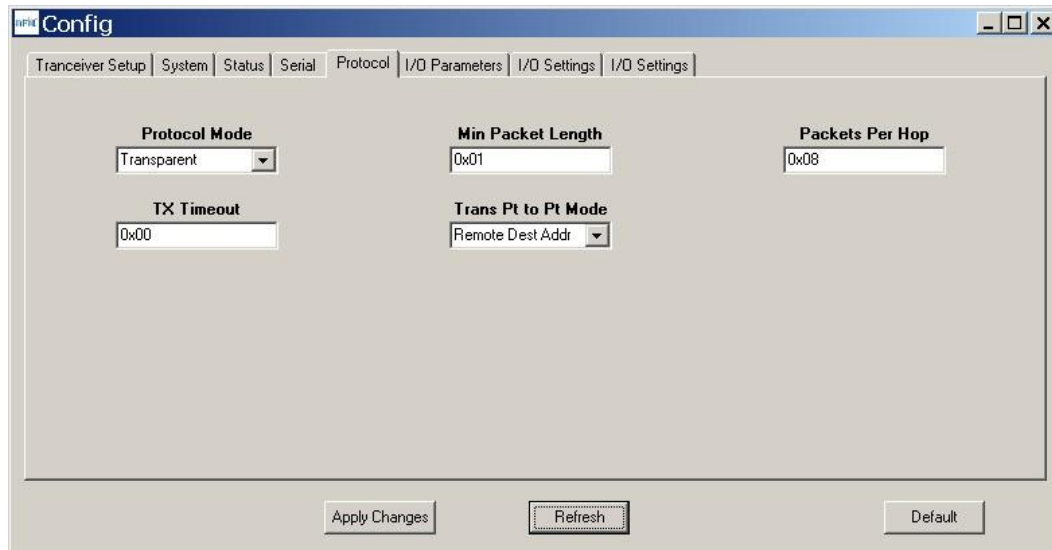 Config
Tranceiver Setup System Status Serial Protocol I/O Parameters I/O Settings I/O Settings
Protocol Mode Min Packet Length Packets Per Hop
Transparent 0x01 0x08
TX Timeout Trans Pt to Pt Mode
0x00 Remote Dest Addr
Apply Changes Refresh Default